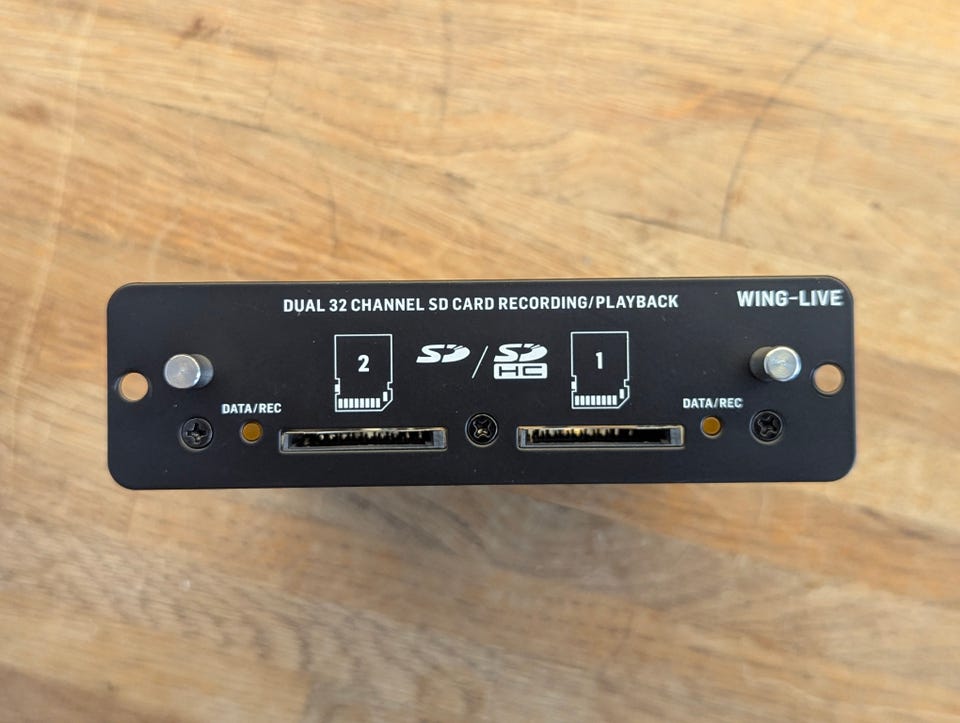 DUAL 32 CHANNEL SD CARD RECORDING/PLAYBACK
WING-LIVE
2
SD / SD HC
1
DATA/REC
DATA/REC